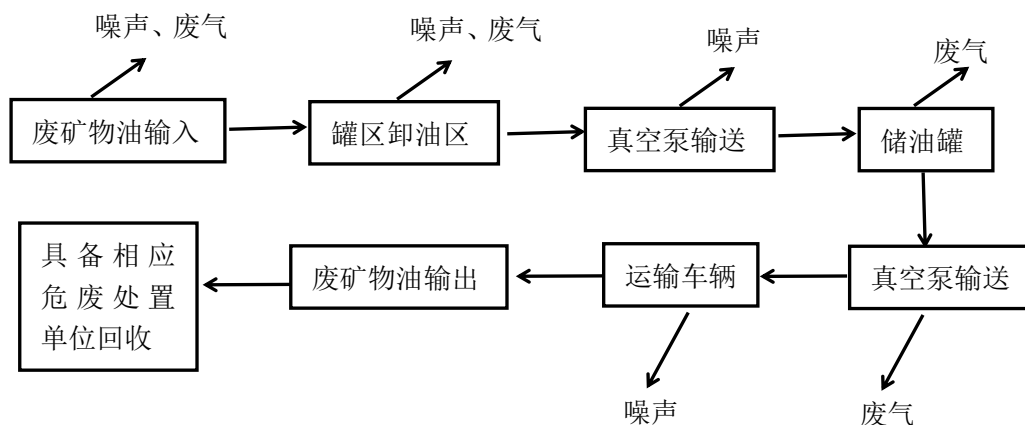 噪声、废气
噪声、废气
噪声
废气
废矿物油输入
罐区卸油区
真空泵输送
储油罐
具备相应
危废处置
单位回收
废矿物油输出
运输车辆
真空泵输送
噪声
废气